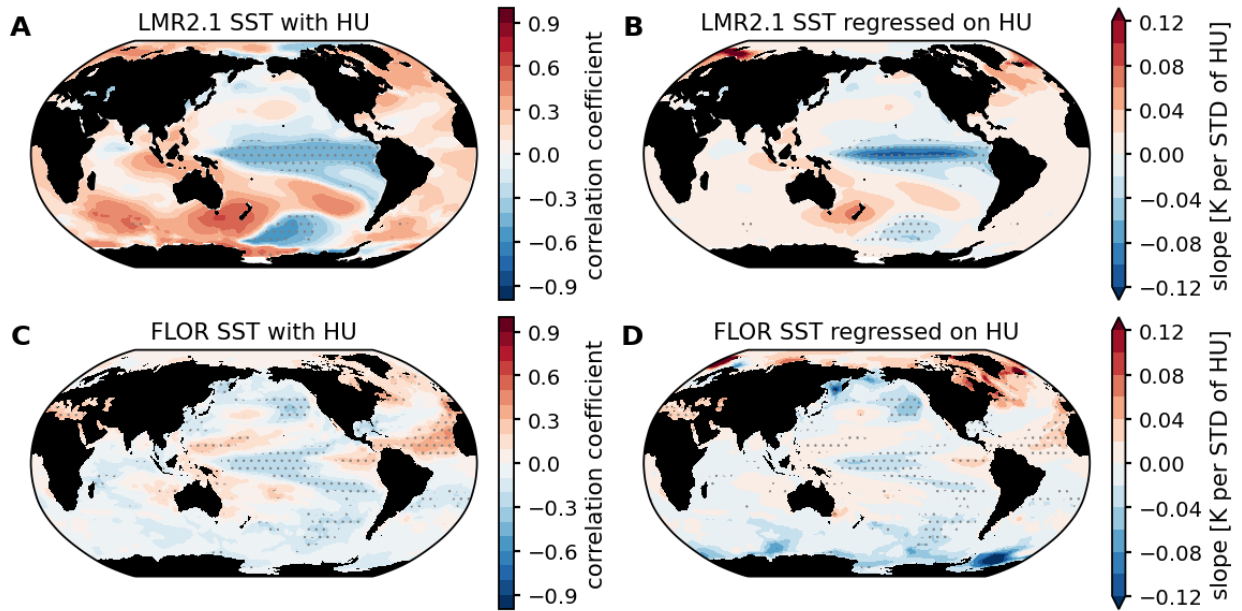 A
LMR2.1 SST with HU
0.9
0.6
0.3
0.0
−0.3
−0.6
−0.9
correlation coefficient
B
LMR2.1 SST regressed on HU
0.12
0.08
0.04
0.00
−0.04
−0.08
−0.12
slope [K per STD of HU]
C
FLOR SST with HU
0.9
0.6
0.3
0.0
−0.3
−0.6
−0.9
correlation coefficient
D
FLOR SST regressed on HU
0.12
0.08
0.04
0.00
−0.04
−0.08
−0.12
slope [K per STD of HU]